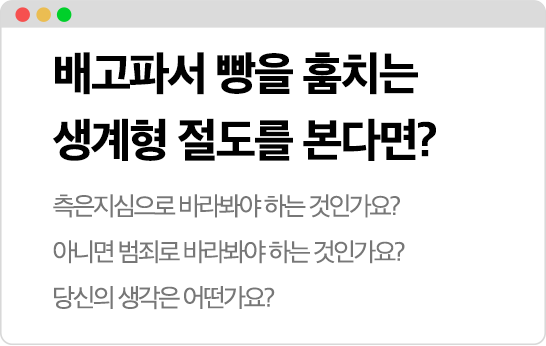 배고파서 빵을 훔치는
생계형 절도를 본다면?
측은지심으로 바라봐야 하는 것인가요?
아니면 범죄로 바라봐야 하는 것인가요?
당신의 생각은 어떤가요?